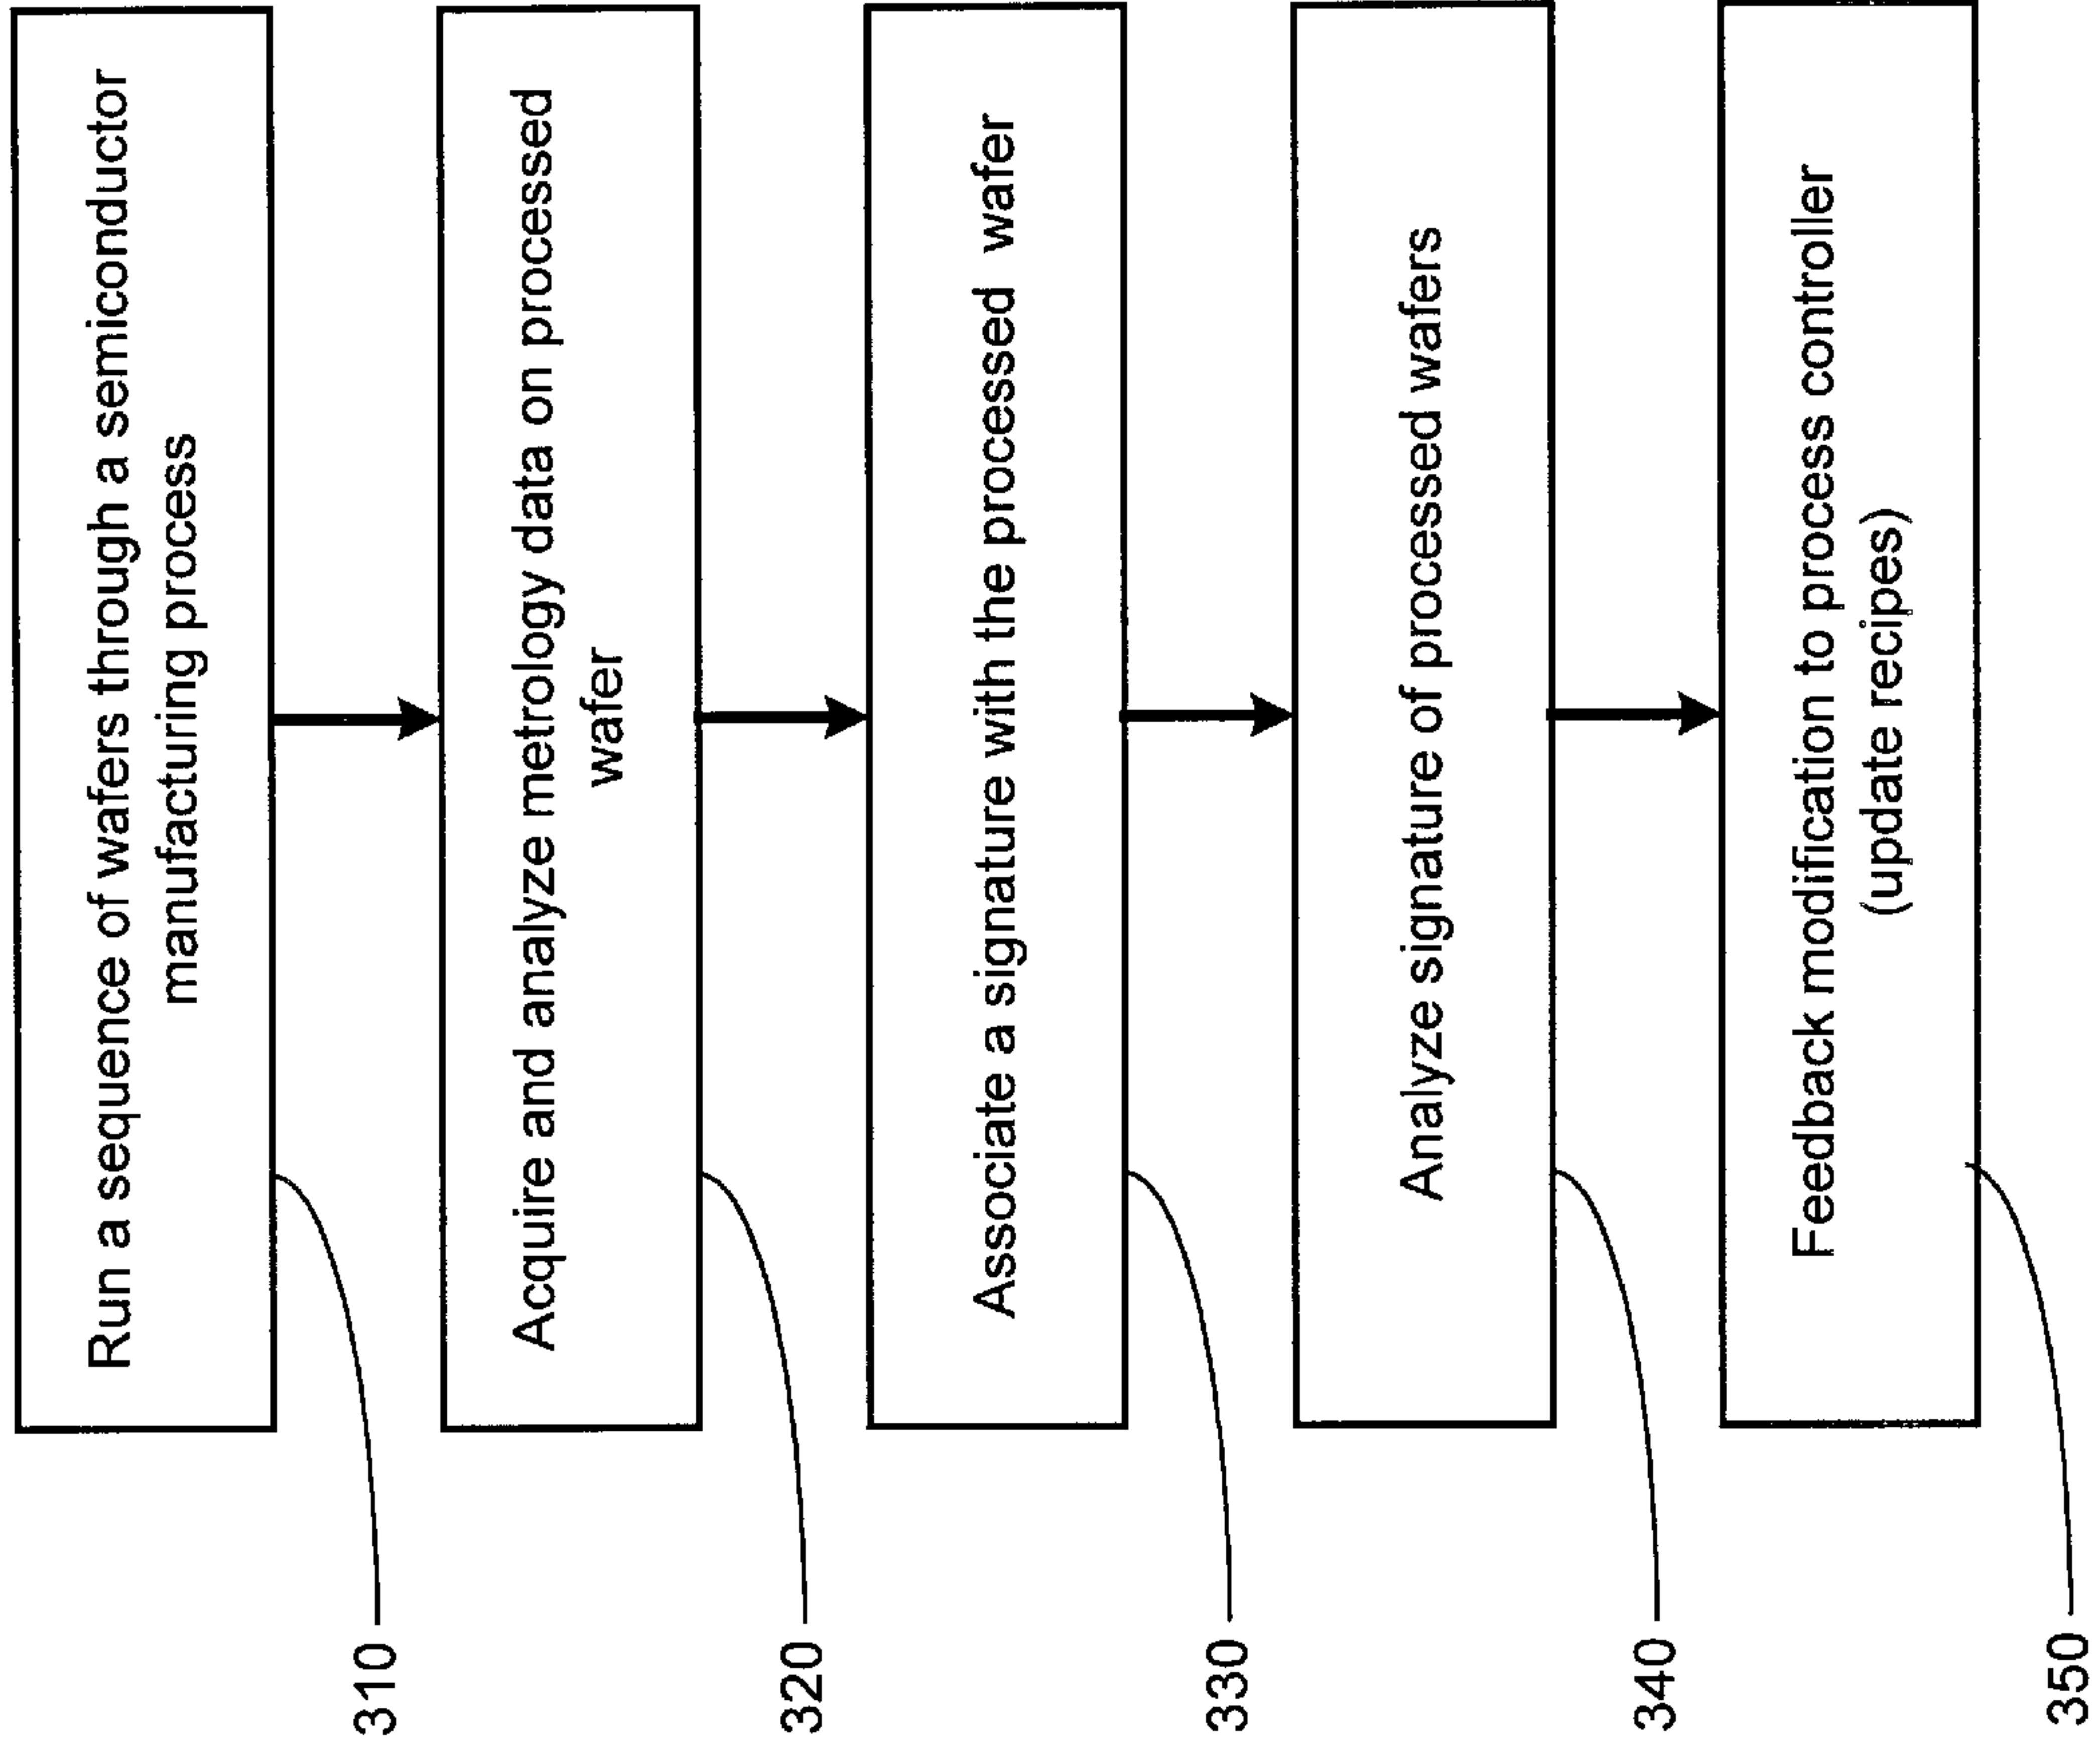 Run a sequence of wafers through a semiconductor
manufacturing process
310
Acquire and analyze metrology data on processed
wafer
320
Associate a signature with the processed wafer
330
Analyze signature of processed wafers
340
Feedback modification to process controller
(update recipes)
350